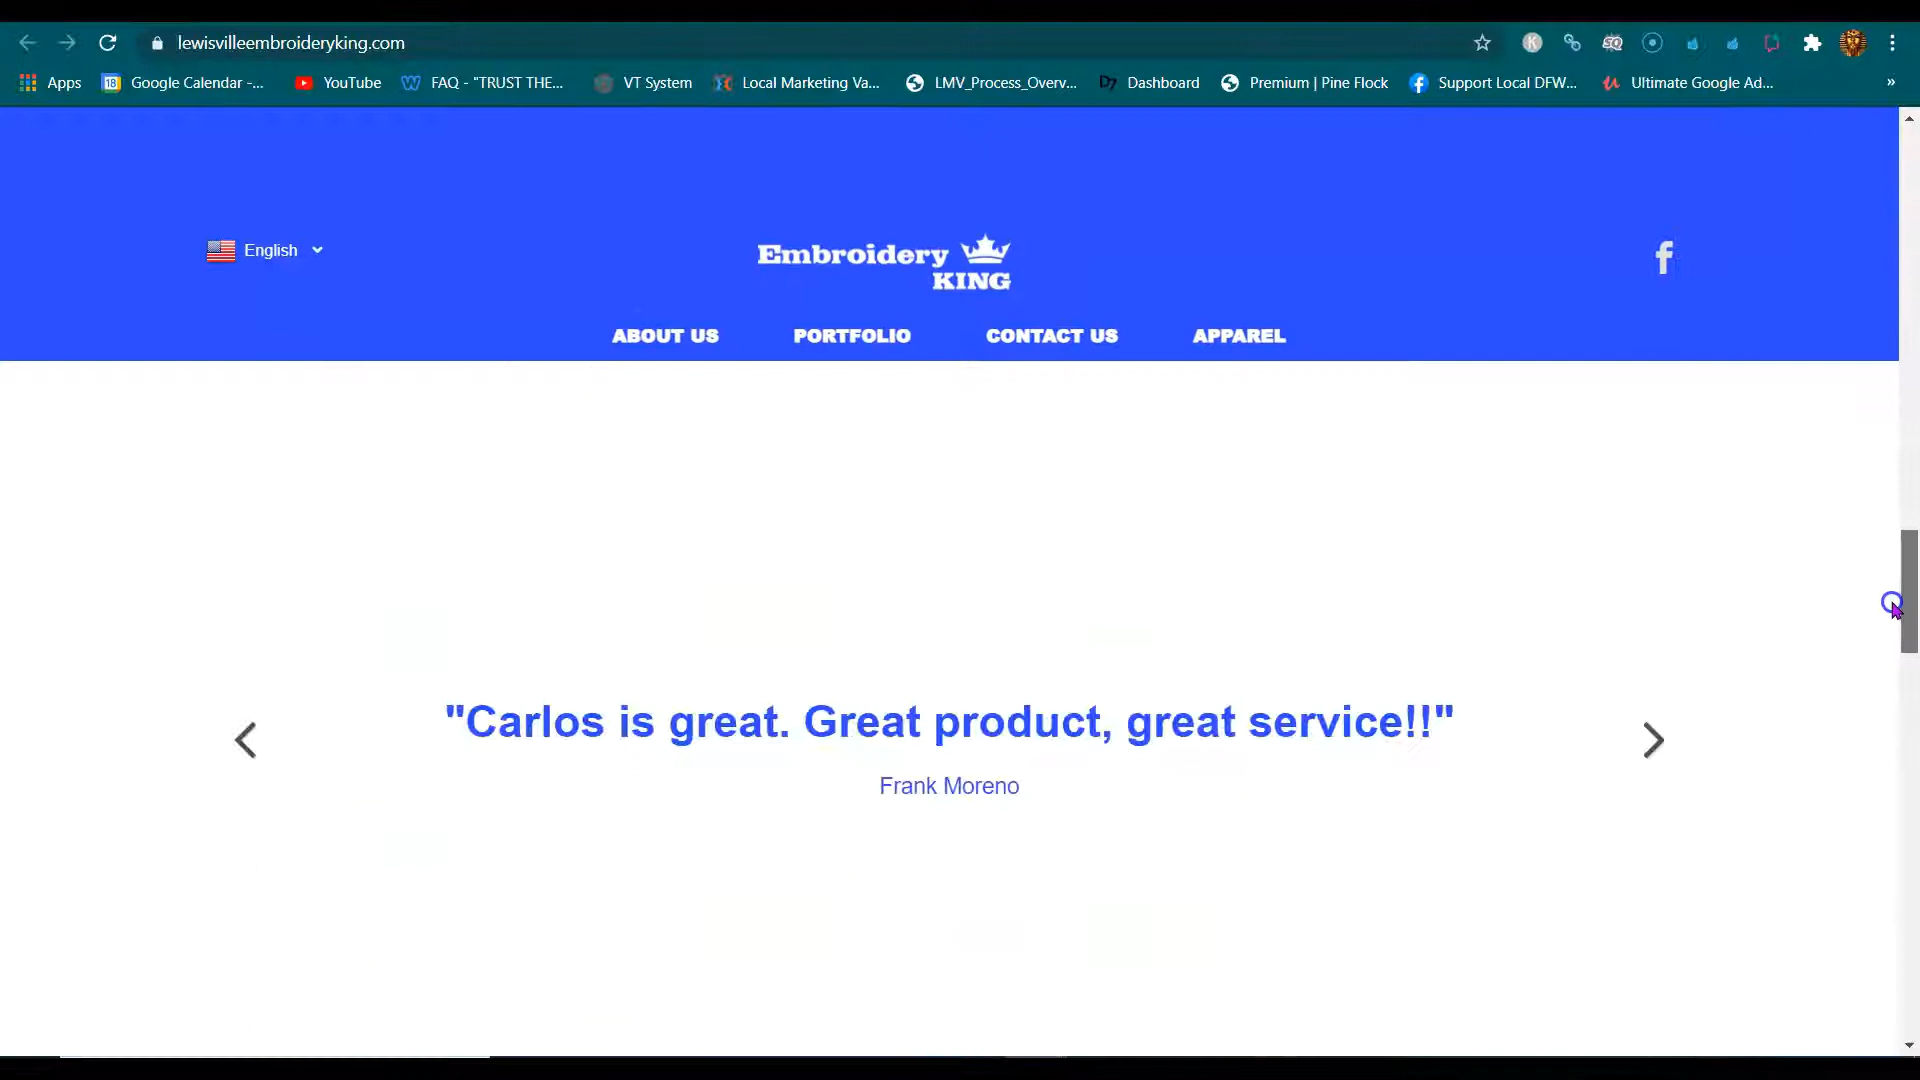 lewisvilleembroideryking.com
Apps
18
Google Calendar -...
YouTube
FAQ - "TRUST THE...
VT System
Local Marketing Va...
LMV_Process_Overv...
D7
Dashboard
Premium | Pine Flock
Support Local DFW...
Ultimate Google Ad...
»
English
Embroidery
KING
ABOUT US
PORTFOLIO
CONTACT US
APPAREL
"Carlos is great. Great product, great service!!"
Frank Moreno